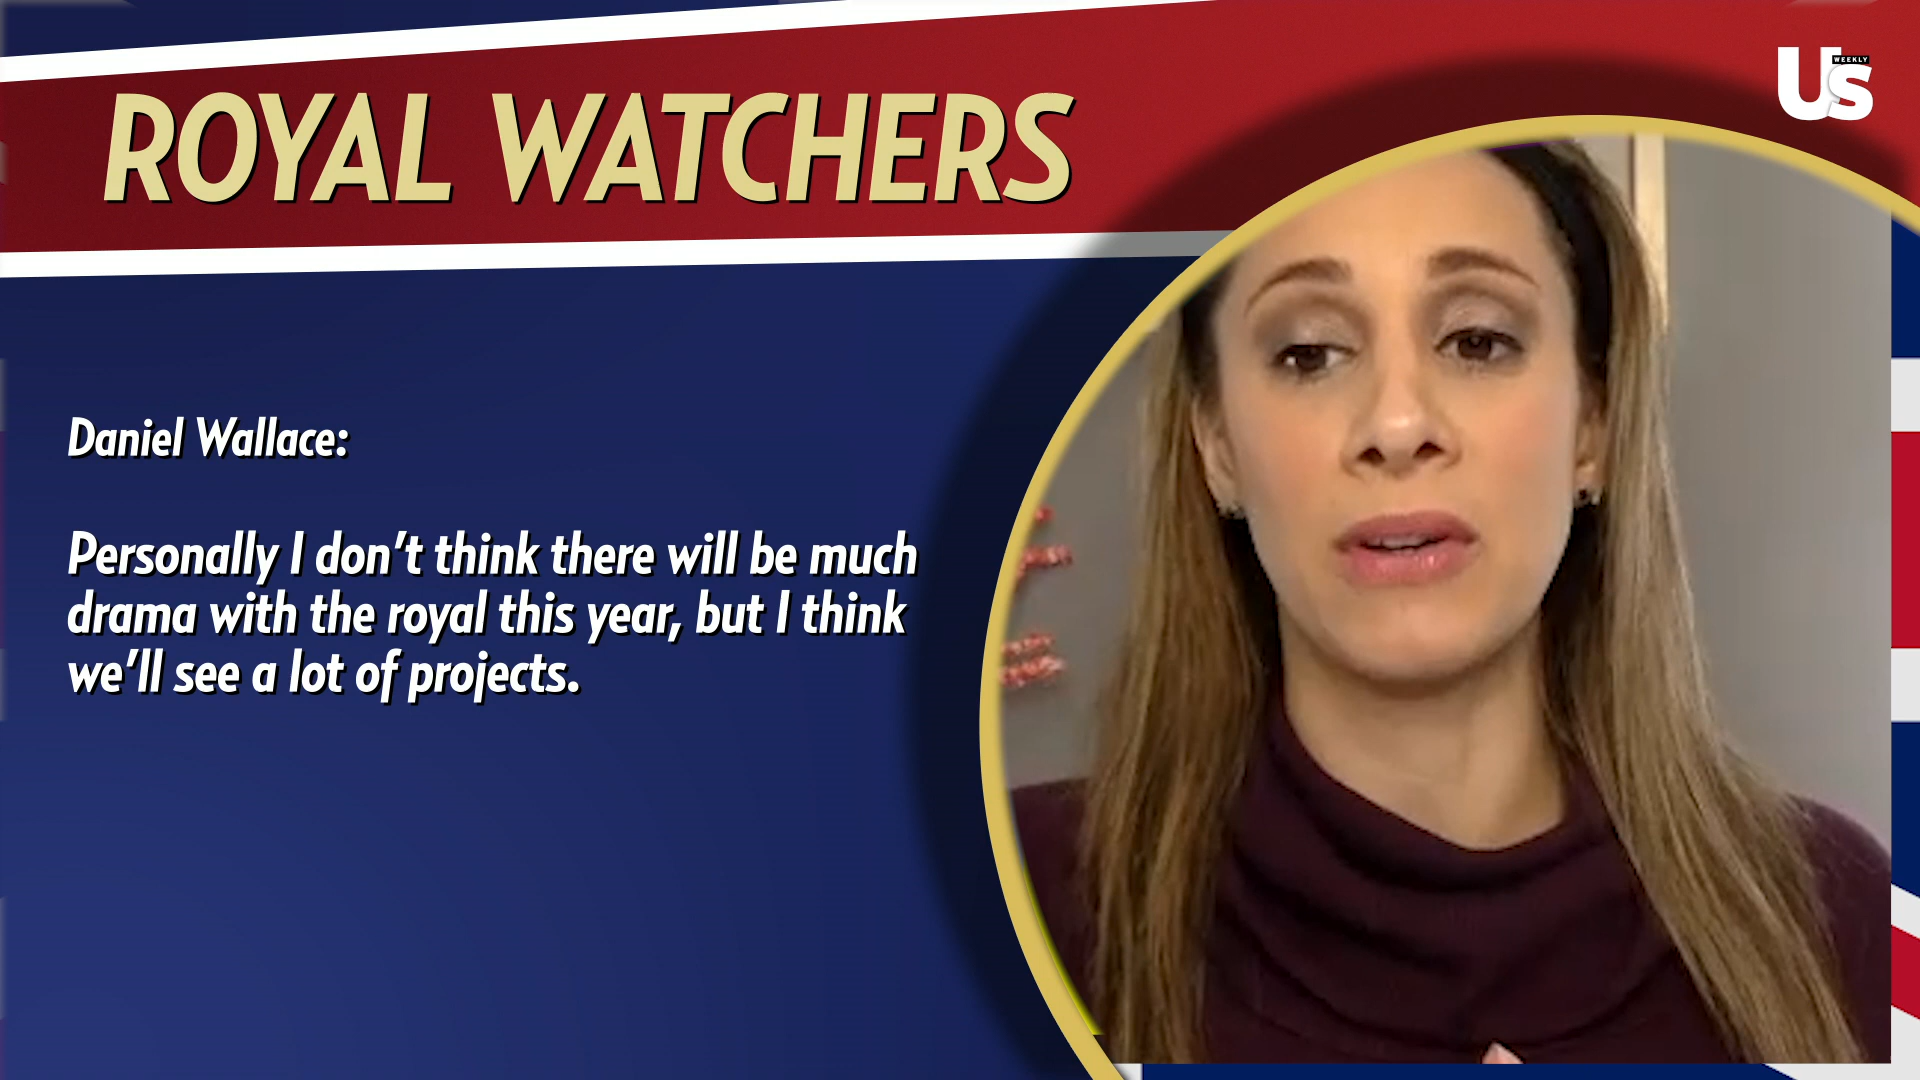 ROYAL WATCHERS
Us
WEEKLY
Daniel Wallace:
Personally I don't think there will be much
drama with the royal this year, but I think
we'll see a lot of projects.